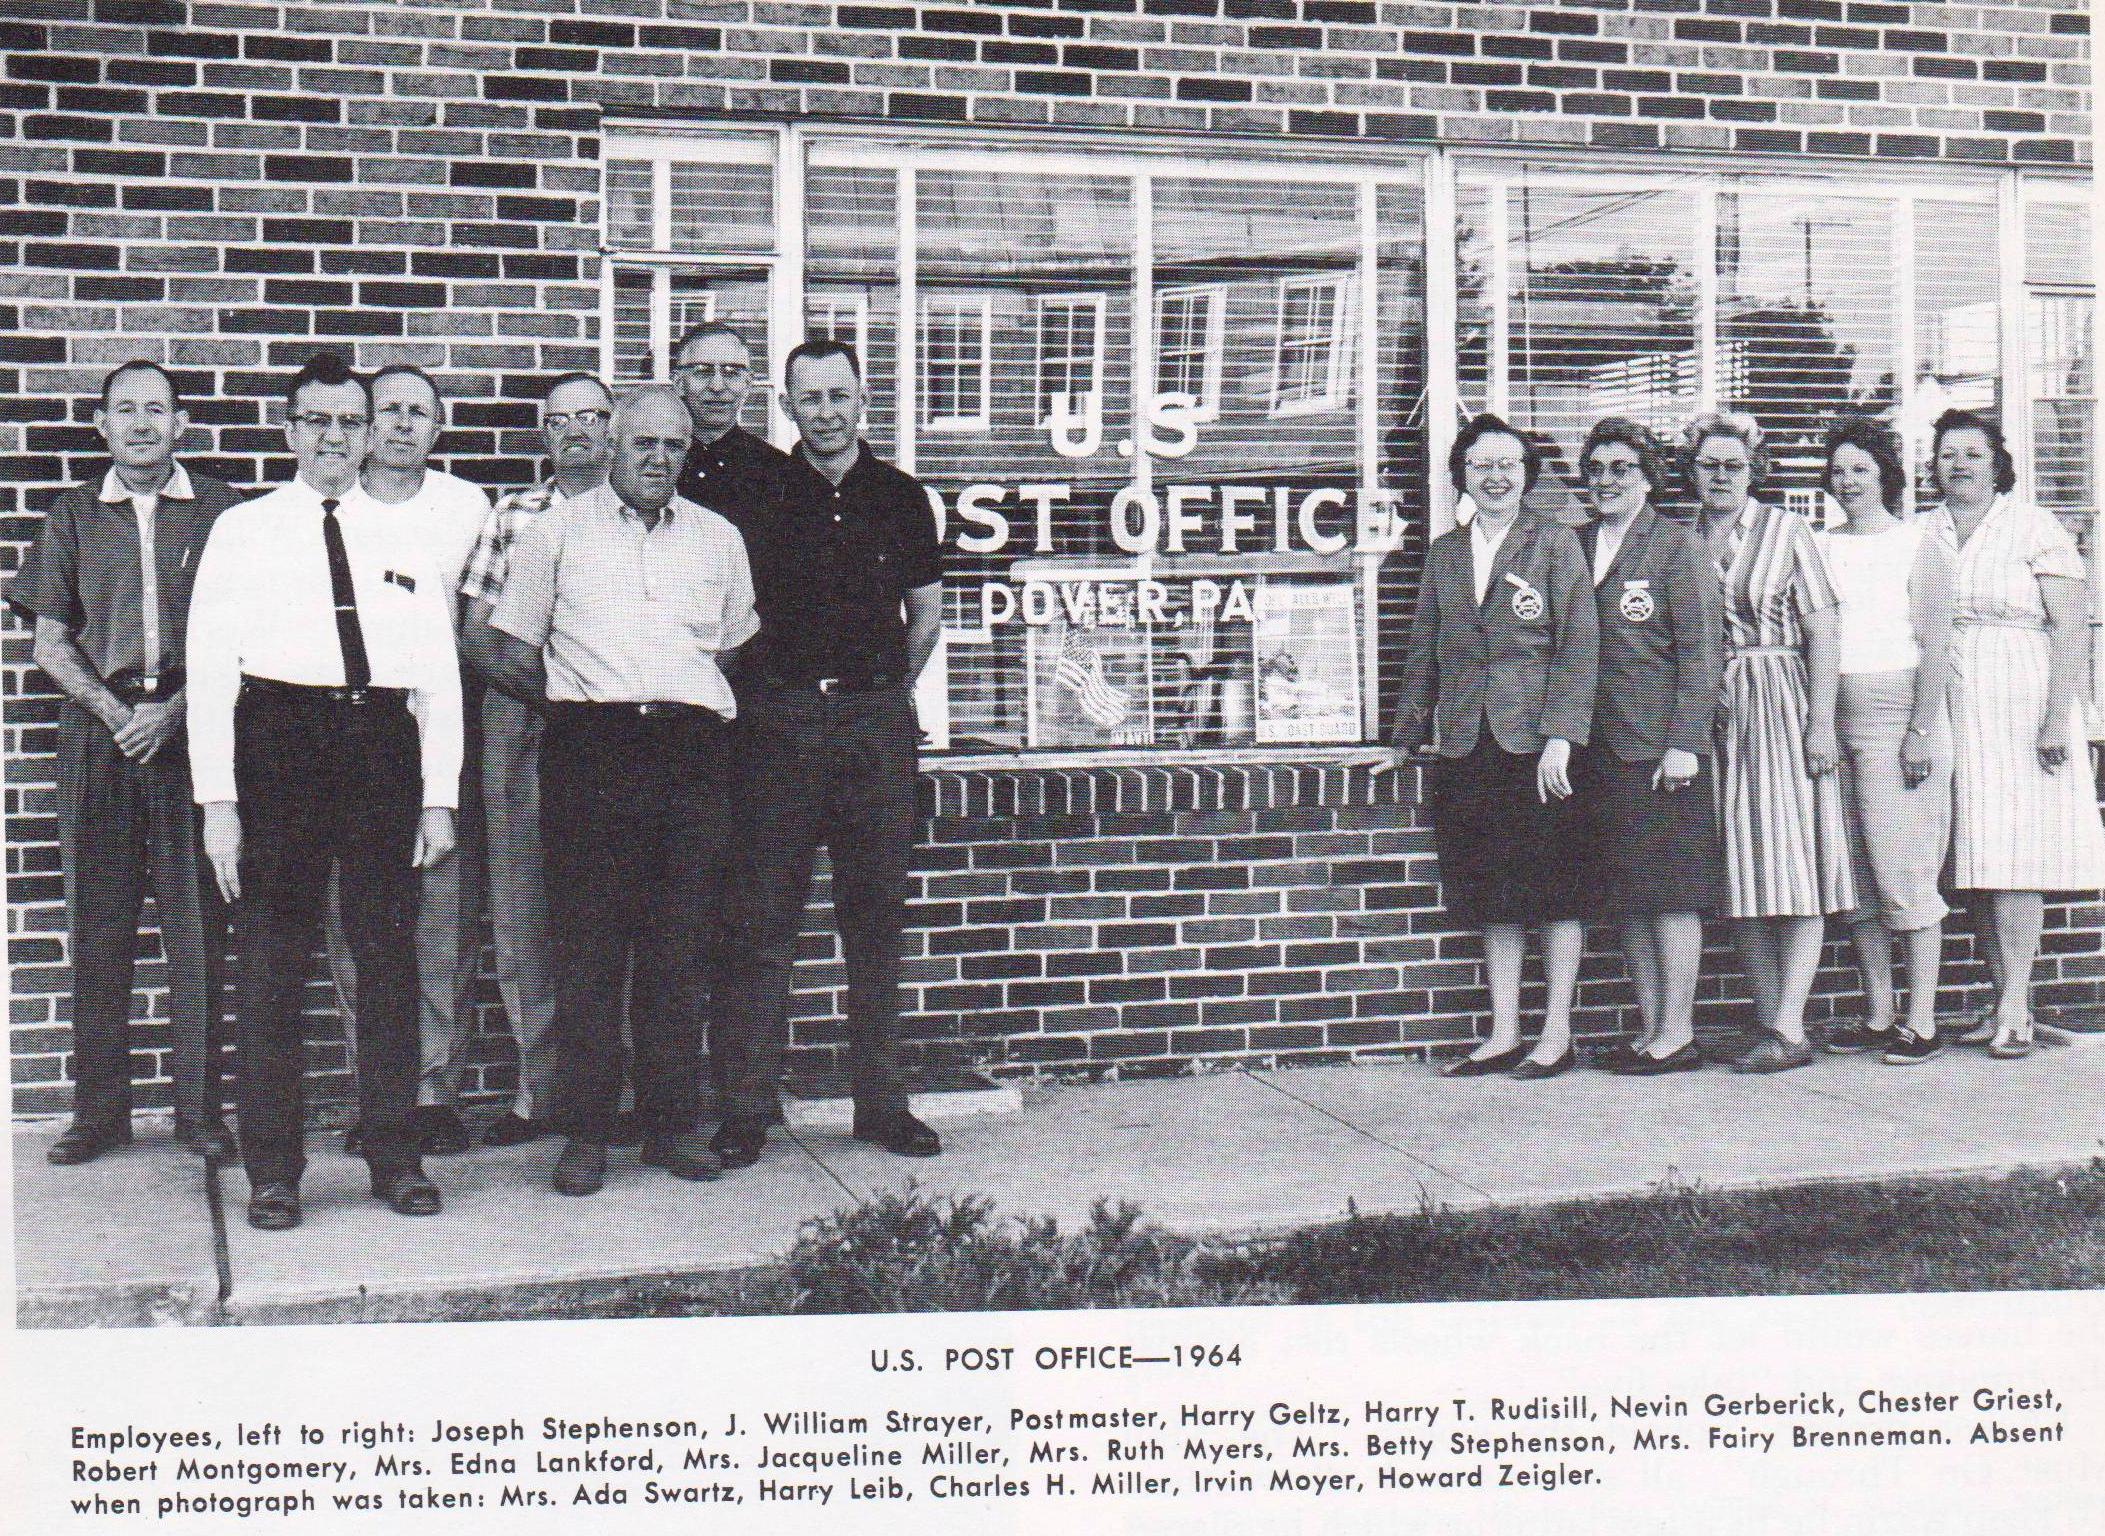 U.S
OST OFFICE
DOVER, PA
U.S. COAST GUARD
U.S. POST OFFICE—1964
Employees, left to right: Joseph Stephenson, J. William Strayer, Postmaster, Harry Geltz, Harry T. Rudisill, Nevin Gerberick, Chester Griest,
Robert Montgomery, Mrs. Edna Lankford, Mrs. Jacqueline Miller, Mrs. Ruth Myers, Mrs. Betty Stephenson, Mrs. Fairy Brenneman. Absent
when photograph was taken: Mrs. Ada Swartz, Harry Leib, Charles H. Miller, Irvin Moyer, Howard Zeigler.